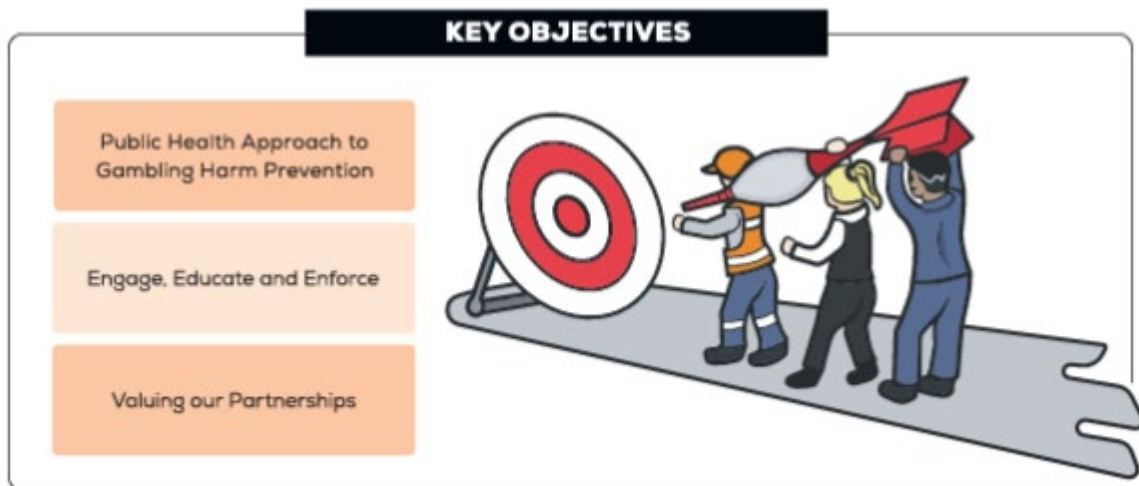 KEY OBJECTIVES
Public Health Approach to
Gambling Harm Prevention
Engage, Educate and Enforce
Valuing our Partnerships